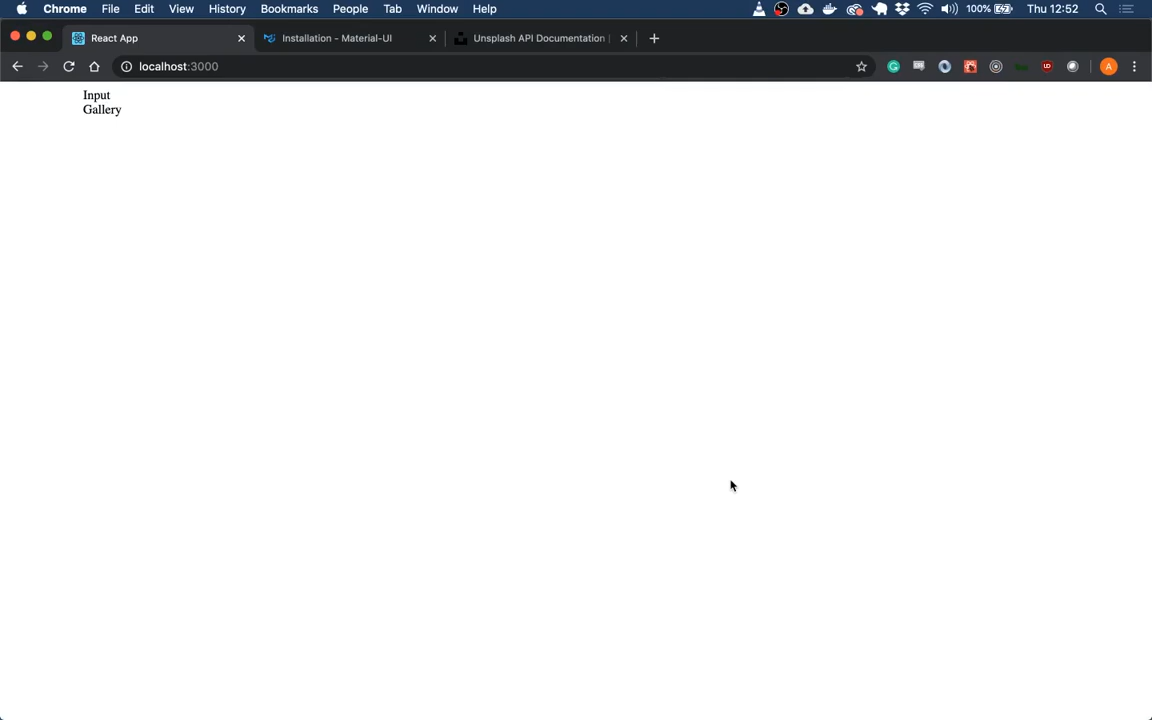 Chrome File Edit View History Bookmarks People Tab Window Help 100% Thu 12:52
React App Installation - Material-UI Unsplash API Documentation |
localhost:3000 A
Input
Gallery